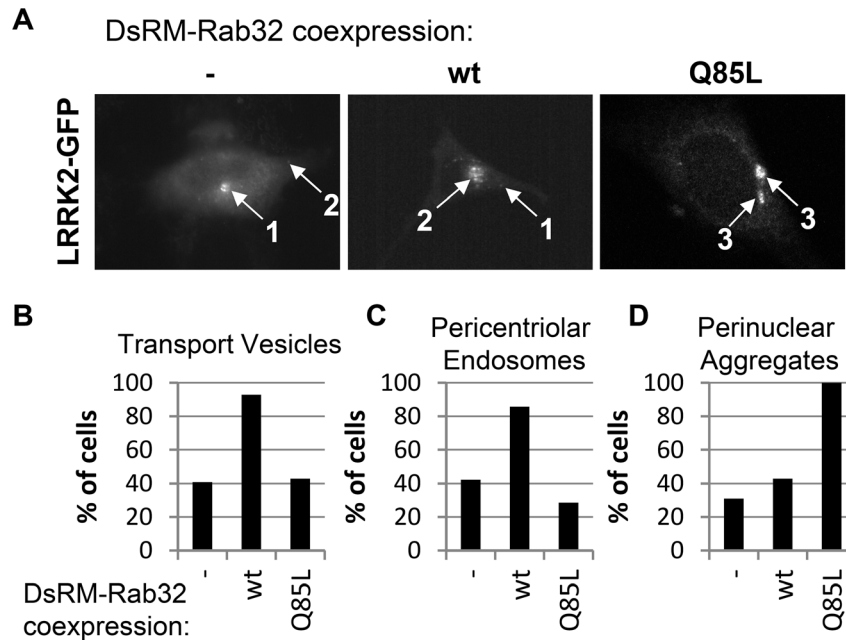 A
DsRM-Rab32 coexpression:
- wt Q85L
LRRK2-GFP
1 2 2 1 3 3
B C D
Transport Vesicles
Pericentriolar
Endosomes
Perinuclear
Aggregates
% of cells
100
80
60
40
20
0
- wt Q85L
% of cells
100
80
60
40
20
0
- wt Q85L
% of cells
100
80
60
40
20
0
- wt Q85L
DsRM-Rab32
coexpression: